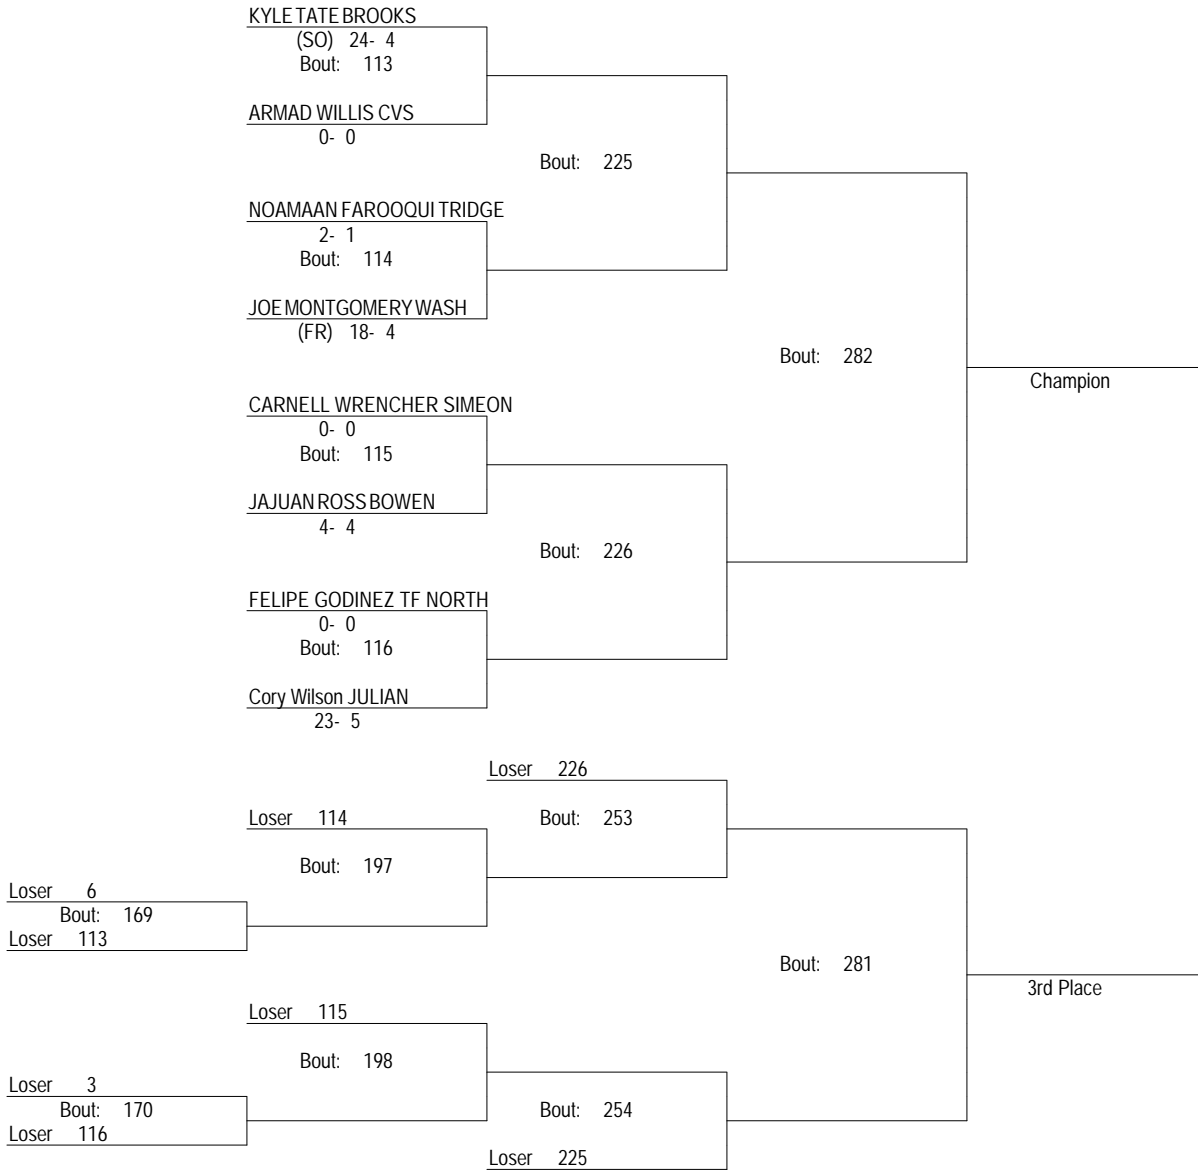 KYLE TATE BROOKS
(SO) 24- 4
Bout: 113
ARMAD WILLIS CVS
0- 0
Bout: 225
NOAMAAN FAROOQUI TRIDGE
2- 1
Bout: 114
JOE MONTGOMERY WASH
(FR) 18- 4
Bout: 282
Champion
CARNELL WRENCHER SIMEON
0- 0
Bout: 115
JAJUAN ROSS BOWEN
4- 4
Bout: 226
FELIPE GODINEZ TF NORTH
0- 0
Bout: 116
Cory Wilson JULIAN
23- 5
Loser 226
Loser 114
Bout: 253
Bout: 197
Loser 6
Bout: 169
Loser 113
Bout: 281
3rd Place
Loser 115
Bout: 198
Loser 3
Bout: 170
Bout: 254
Loser 116
Loser 225